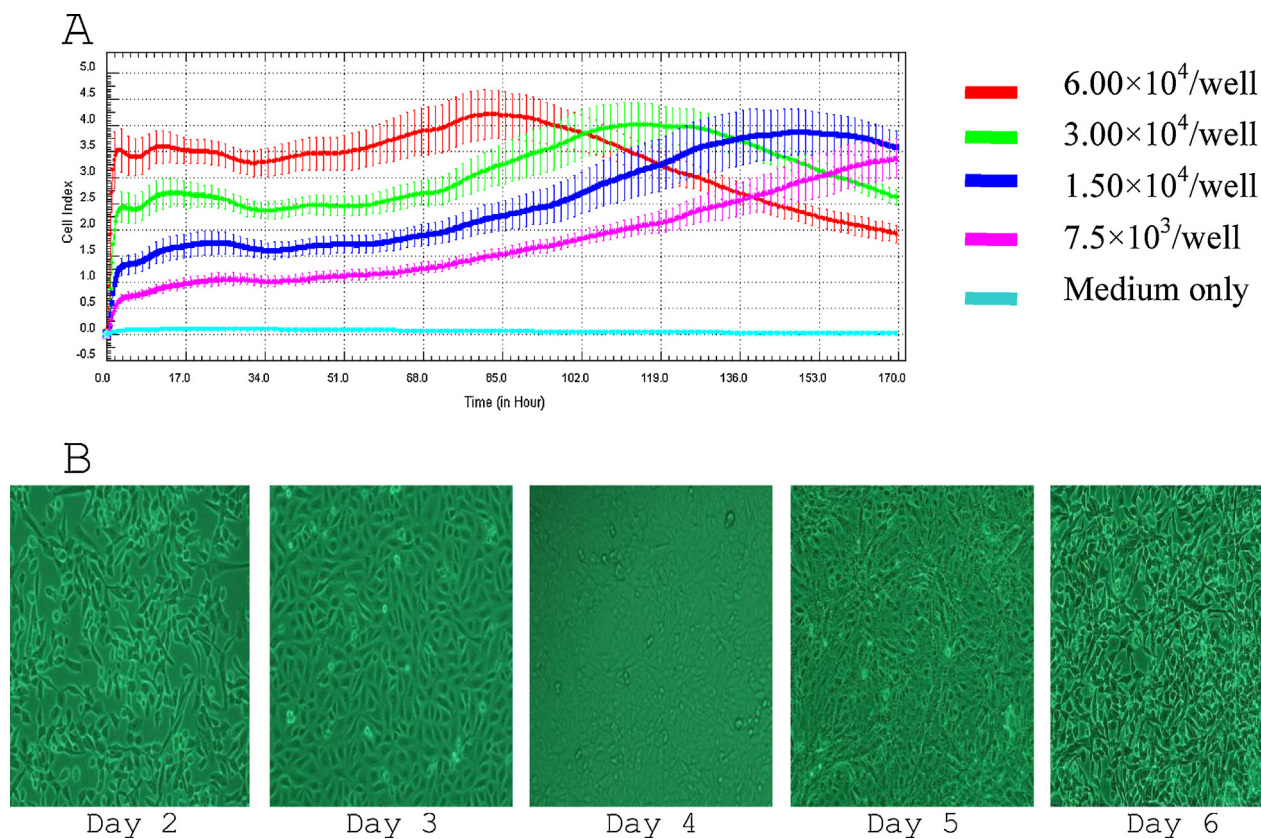 A
5.0
4.5
4.0
3.5
3.0
2.5
2.0
1.5
1.0
0.5
0.0
-0.5
Cell Index
0.0 17.0 34.0 51.0 68.0 85.0 102.0 119.0 136.0 153.0 170.0
Time (in Hour)
6.00×10⁴/well
3.00×10⁴/well
1.50×10⁴/well
7.5×10³/well
Medium only
B
Day 2 Day 3 Day 4 Day 5 Day 6